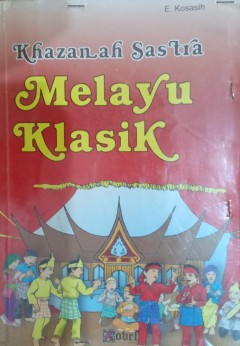 E. Kosasih
Khazanah Sastra
Melayu
Klasik